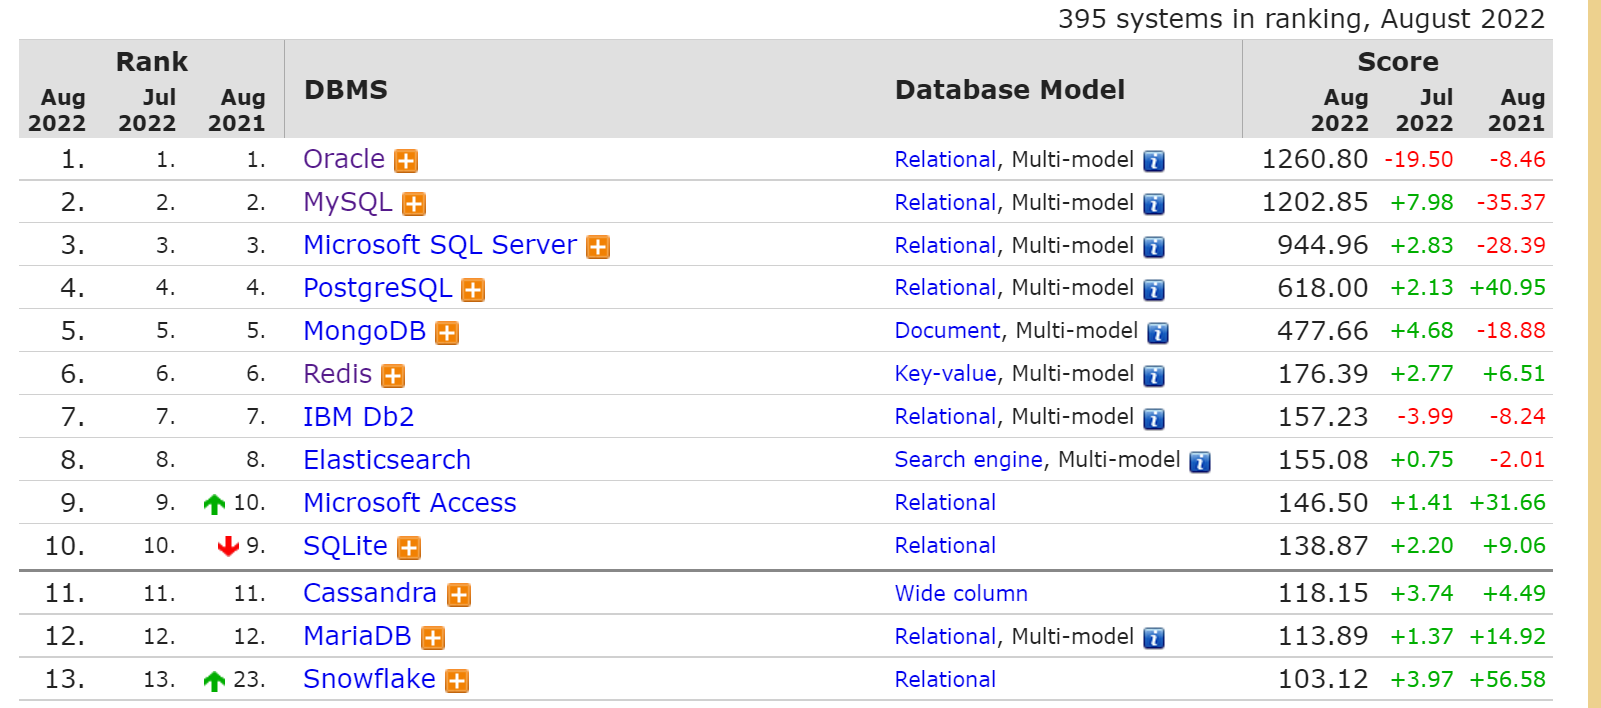 395 systems in ranking, August 2022
Rank DBMS Database Model Score
Aug 2022 Jul 2022 Aug 2021 Aug 2022 Jul 2022 Aug 2021
1. 1. 1. Oracle Relational, Multi-model 1260.80 -19.50 -8.46
2. 2. 2. MySQL Relational, Multi-model 1202.85 +7.98 -35.37
3. 3. 3. Microsoft SQL Server Relational, Multi-model 944.96 +2.83 -28.39
4. 4. 4. PostgreSQL Relational, Multi-model 618.00 +2.13 +40.95
5. 5. 5. MongoDB Document, Multi-model 477.66 +4.68 -18.88
6. 6. 6. Redis Key-value, Multi-model 176.39 +2.77 +6.51
7. 7. 7. IBM Db2 Relational, Multi-model 157.23 -3.99 -8.24
8. 8. 8. Elasticsearch Search engine, Multi-model 155.08 +0.75 -2.01
9. 9. 10. Microsoft Access Relational 146.50 +1.41 +31.66
10. 10. 9. SQLite Relational 138.87 +2.20 +9.06
11. 11. 11. Cassandra Wide column 118.15 +3.74 +4.49
12. 12. 12. MariaDB Relational, Multi-model 113.89 +1.37 +14.92
13. 13. 23. Snowflake Relational 103.12 +3.97 +56.58